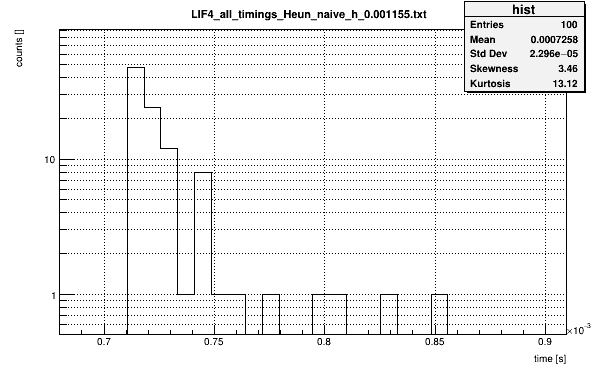 LIF4_all_timings_Heun_naive_h_0.001155.txt
hist
Entries 100
Mean 0.0007258
Std Dev 2.296e−05
Skewness 3.46
Kurtosis 13.12
counts []
10
1
0.7 0.75 0.8 0.85 0.9
×10⁻³
time [s]